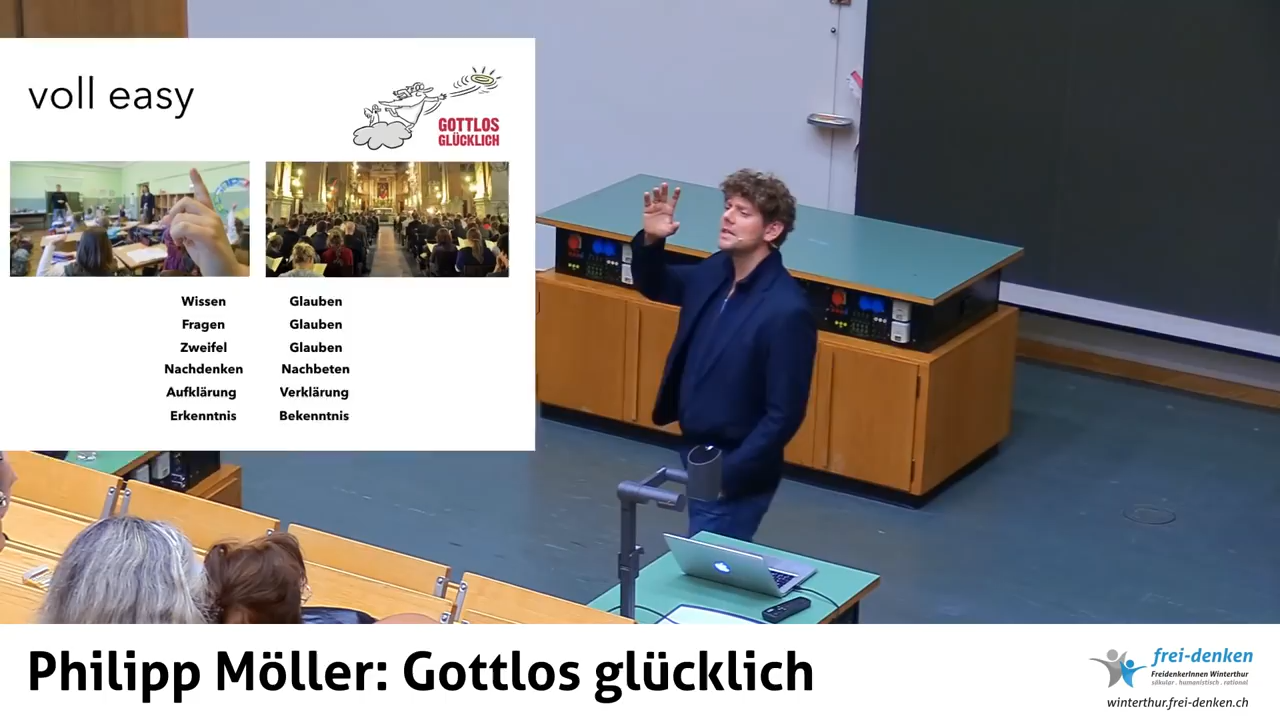 voll easy
GOTTLOS
GLÜCKLICH
Wissen Glauben
Fragen Glauben
Zweifel Glauben
Nachdenken Nachbeten
Aufklärung Verklärung
Erkenntnis Bekenntnis
Philipp Möller: Gottlos glücklich
frei-denken
FreidenkerInnen Winterthur
säkular . humanistisch . rational
winterthur.frei-denken.ch